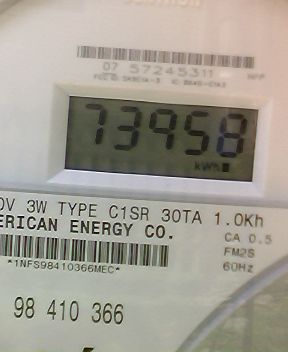 07 57245311
73958
kWh
0V 3W TYPE C1SR 30TA 1.0Kh
ERICAN ENERGY CO.
CA 0.5
FM2S
*1NFS98410366MEC*
60Hz
98 410 366